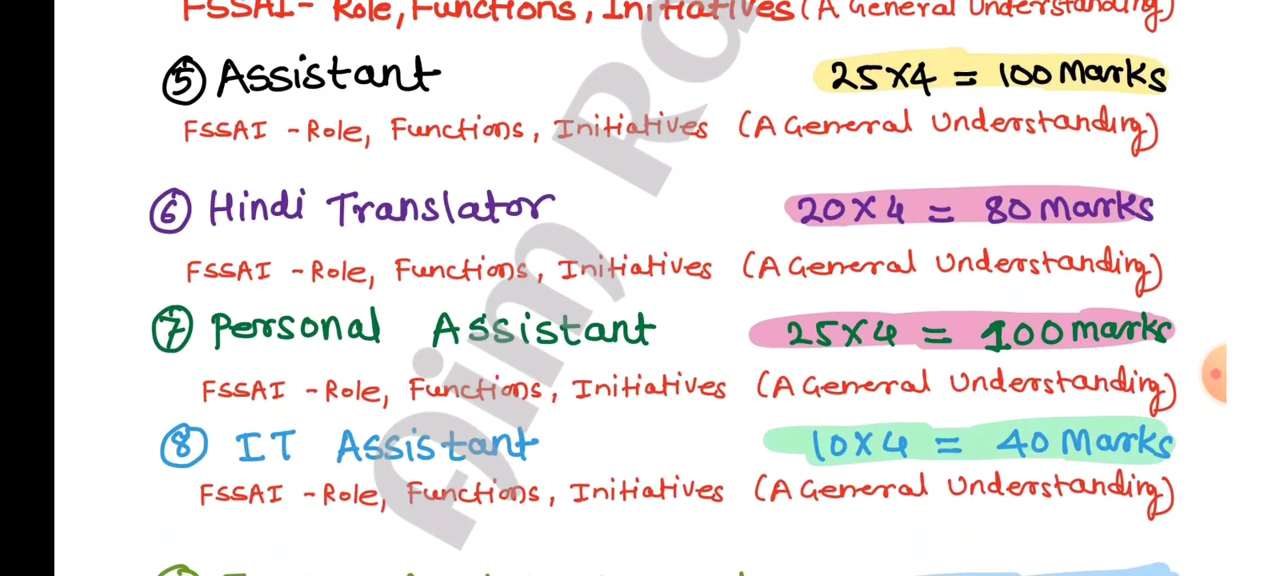 FSSAI- Role, Functions, Initiatives (A General Understanding)
⑤ Assistant 25x4 = 100 Marks
FSSAI - Role, Functions, Initiatives (A General Understanding)
⑥ Hindi Translator 20x4 = 80 Marks
FSSAI - Role, Functions, Initiatives (A General Understanding)
⑦ Personal Assistant 25x4 = 100 marks
FSSAI - Role, Functions, Initiatives (A General Understanding)
⑧ IT Assistant 10x4 = 40 Marks
FSSAI - Role, Functions, Initiatives (A General Understanding)
Aim